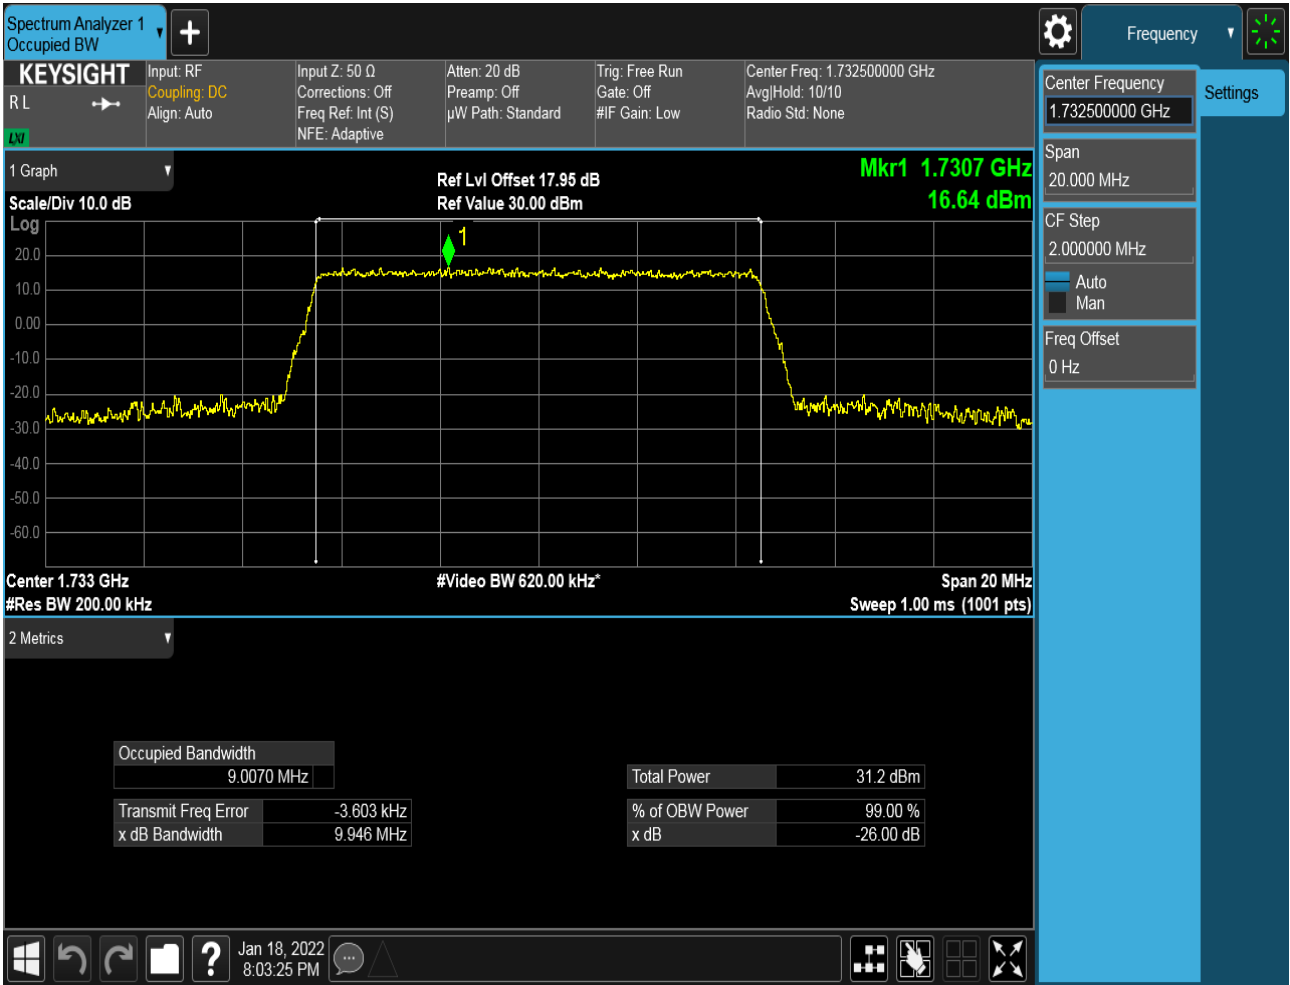 Spectrum Analyzer 1
Occupied BW
Frequency
KEYSIGHT
R L
LXI
Input: RF
Coupling: DC
Align: Auto
Input Z: 50 Ω
Corrections: Off
Freq Ref: Int (S)
NFE: Adaptive
Atten: 20 dB
Preamp: Off
µW Path: Standard
Trig: Free Run
Gate: Off
#IF Gain: Low
Center Freq: 1.732500000 GHz
Avg|Hold: 10/10
Radio Std: None
Center Frequency
1.732500000 GHz
Settings
Span
20.000 MHz
CF Step
2.000000 MHz
Auto
Man
Freq Offset
0 Hz
1 Graph
Ref Lvl Offset 17.95 dB
Mkr1 1.7307 GHz
Scale/Div 10.0 dB
Ref Value 30.00 dBm
16.64 dBm
Log
1
20.0
10.0
0.00
-10.0
-20.0
-30.0
-40.0
-50.0
-60.0
Center 1.733 GHz
#Video BW 620.00 kHz*
Span 20 MHz
#Res BW 200.00 kHz
Sweep 1.00 ms (1001 pts)
2 Metrics
Occupied Bandwidth
9.0070 MHz
Total Power 31.2 dBm
Transmit Freq Error -3.603 kHz
% of OBW Power 99.00 %
x dB Bandwidth 9.946 MHz
x dB -26.00 dB
?
Jan 18, 2022
8:03:25 PM